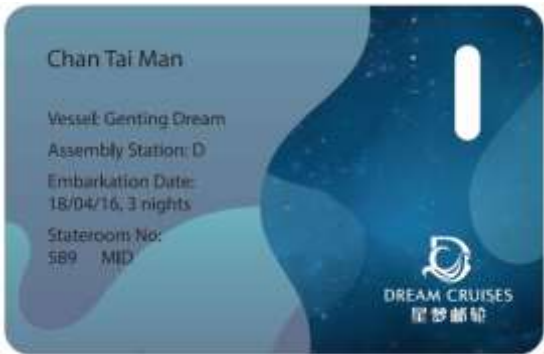 Chan Tai Man
Vessel: Genting Dream
Assembly Station: D
Embarkation Date:
18/04/16, 3 nights
Stateroom No:
589 MID
DREAM CRUISES
星梦邮轮